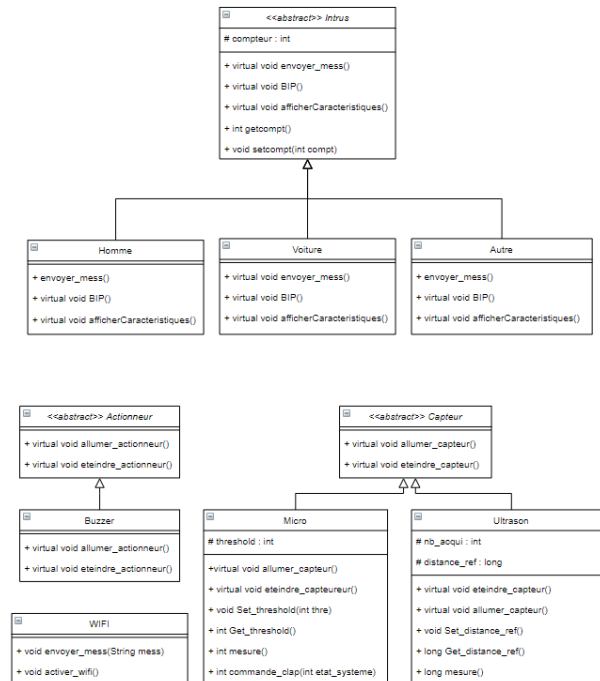 <<abstract>> Intrus
# compteur : int
+ virtual void envoyer_mess()
+ virtual void BIP()
+ virtual void afficherCaracteristiques()
+ int getcompt()
+ void setcompt(int compt)
Homme
+ envoyer_mess()
+ virtual void BIP()
+ virtual void afficherCaracteristiques()
Voiture
+ virtual void envoyer_mess()
+ virtual void BIP()
+ virtual void afficherCaracteristiques()
Autre
+ envoyer_mess()
+ virtual void BIP()
+ virtual void afficherCaracteristiques()
<<abstract>> Actionneur
+ virtual void allumer_actionneur()
+ virtual void eteindre_actionneur()
<<abstract>> Capteur
+ virtual void allumer_capteur()
+ virtual void eteindre_capteur()
Buzzer
+ virtual void allumer_actionneur()
+ virtual void eteindre_actionneur()
Micro
# threshold : int
+virtual void allumer_capteur()
+ virtual void eteindre_capteureur()
+ void Set_threshold(int thre)
+ int Get_threshold()
+ int mesure()
+ int commande_clap(int etat_systeme)
Ultrason
# nb_acqui : int
# distance_ref : long
+ virtual void eteindre_capteur()
+ virtual void allumer_capteur()
+ void Set_distance_ref()
+ long Get_distance_ref()
+ long mesure()
WIFI
+ void envoyer_mess(String mess)
+ void activer_wifi()